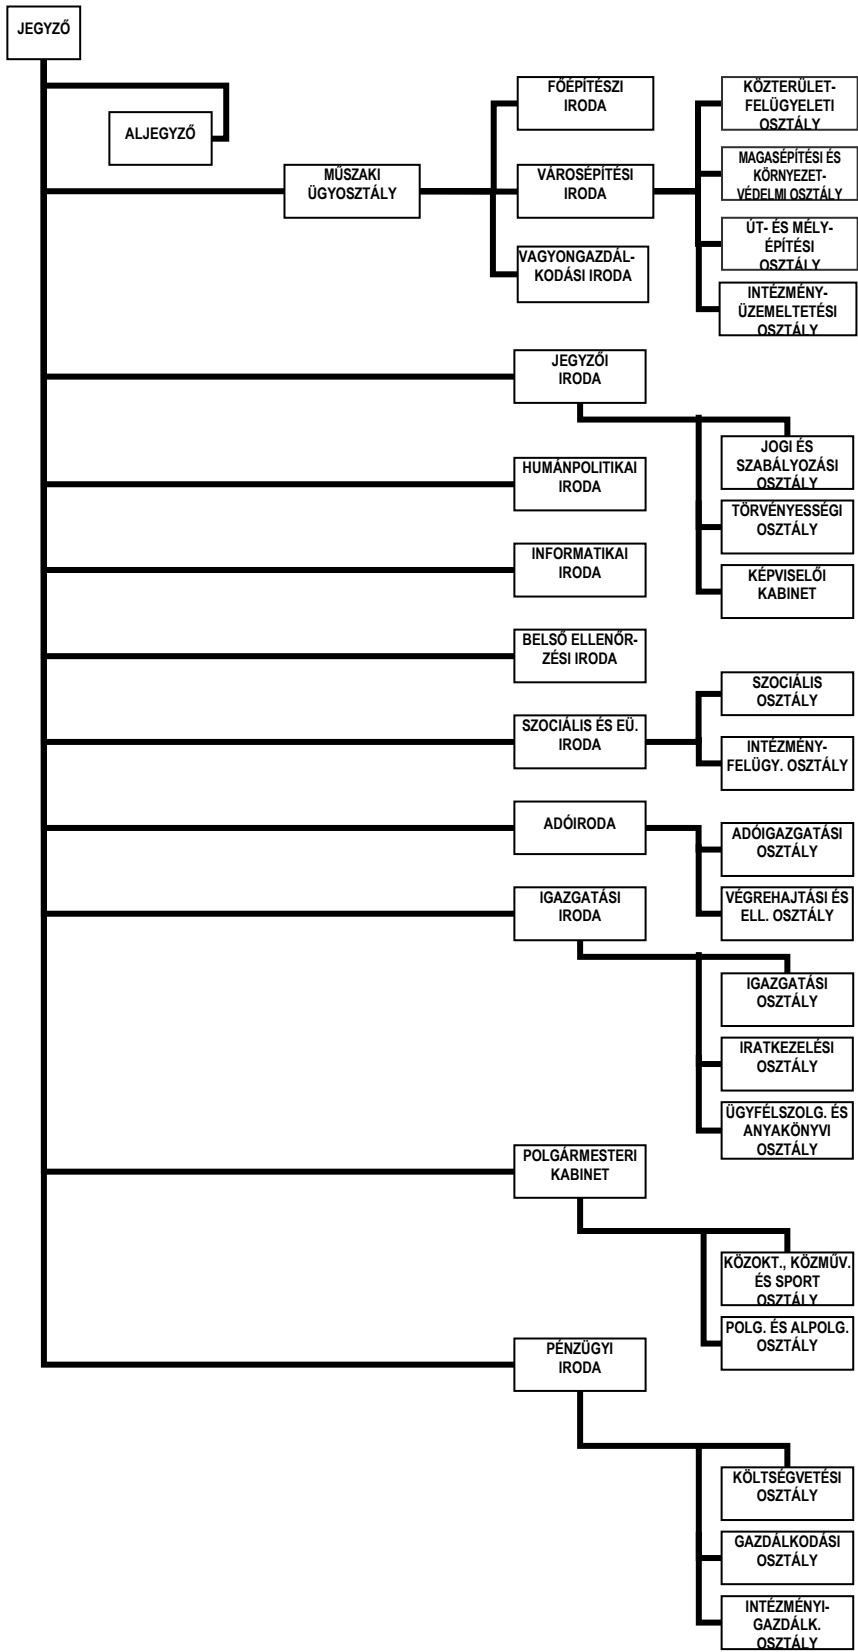 JEGYZŐ
ALJEGYZŐ
MŰSZAKI
ÜGYOSZTÁLY
FŐÉPÍTÉSZI
IRODA
VÁROSÉPÍTÉSI
IRODA
VAGYONGAZDÁL-
KODÁSI IRODA
KÖZTERÜLET-
FELÜGYELETI
OSZTÁLY
MAGASÉPÍTÉSI ÉS
KÖRNYEZET-
VÉDELMI OSZTÁLY
ÚT- ÉS MÉLY-
ÉPÍTÉSI
OSZTÁLY
INTÉZMÉNY-
ÜZEMELTETÉSI
OSZTÁLY
JEGYZŐI
IRODA
JOGI ÉS
SZABÁLYOZÁSI
OSZTÁLY
TÖRVÉNYESSÉGI
OSZTÁLY
KÉPVISELŐI
KABINET
HUMÁNPOLITIKAI
IRODA
INFORMATIKAI
IRODA
BELSŐ ELLENŐR-
ZÉSI IRODA
SZOCIÁLIS ÉS EÜ.
IRODA
SZOCIÁLIS
OSZTÁLY
INTÉZMÉNY-
FELÜGY. OSZTÁLY
ADÓIRODA
ADÓIGAZGATÁSI
OSZTÁLY
VÉGREHAJTÁSI ÉS
ELL. OSZTÁLY
IGAZGATÁSI
IRODA
IGAZGATÁSI
OSZTÁLY
IRATKEZELÉSI
OSZTÁLY
ÜGYFÉLSZOLG. ÉS
ANYAKÖNYVI
OSZTÁLY
POLGÁRMESTERI
KABINET
KÖZOKT., KÖZMŰV.
ÉS SPORT
OSZTÁLY
POLG. ÉS ALPOLG.
OSZTÁLY
PÉNZÜGYI
IRODA
KÖLTSÉGVETÉSI
OSZTÁLY
GAZDÁLKODÁSI
OSZTÁLY
INTÉZMÉNYI-
GAZDÁLK.
OSZTÁLY